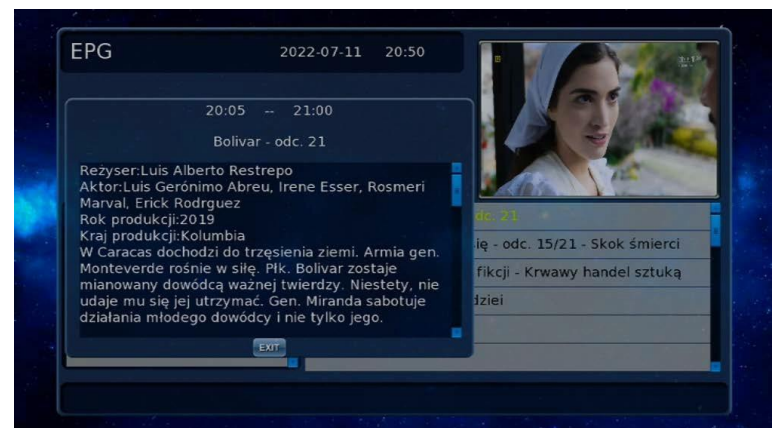 EPG
2022-07-11 20:50
20:05 -- 21:00
Bolivar - odc. 21
Reżyser:Luis Alberto Restrepo
Aktor:Luis Gerónimo Abreu, Irene Esser, Rosmeri
Marval, Erick Rodrguez
Rok produkcji:2019
Kraj produkcji:Kolumbia
W Caracas dochodzi do trzęsienia ziemi. Armia gen.
Monteverde rośnie w siłę. Płk. Bolivar zostaje
mianowany dowódcą ważnej twierdzy. Niestety, nie
udaje mu się jej utrzymać. Gen. Miranda sabotuje
działania młodego dowódcy i nie tylko jego.
EXIT
dc. 21
ię - odc. 15/21 - Skok śmierci
fikcji - Krwawy handel sztuką
dziei